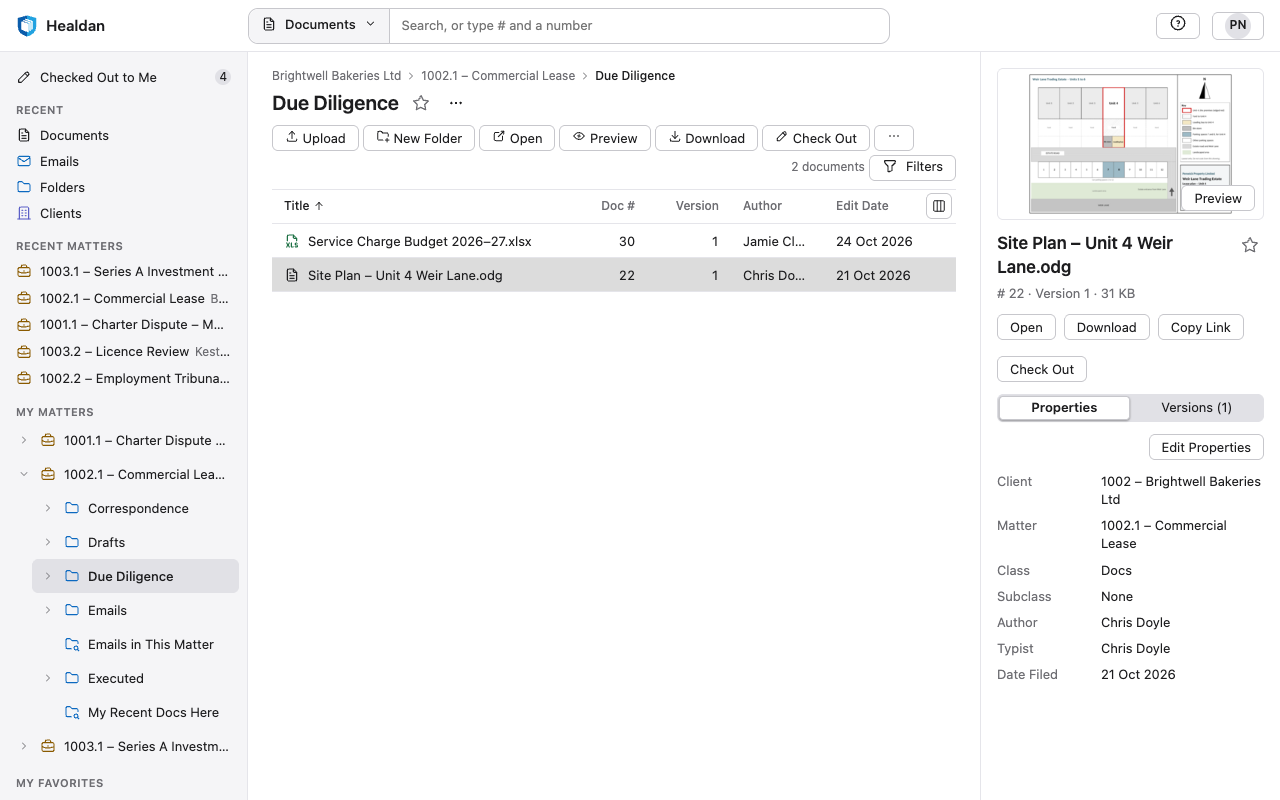 Healdan
Documents
Search, or type # and a number
PN
Checked Out to Me 4
RECENT
Documents
Emails
Folders
Clients
RECENT MATTERS
1003.1 – Series A Investment ...
1002.1 – Commercial Lease B...
1001.1 – Charter Dispute – M...
1003.2 – Licence Review Kest...
1002.2 – Employment Tribuna...
MY MATTERS
1001.1 – Charter Dispute ...
1002.1 – Commercial Lea...
Correspondence
Drafts
Due Diligence
Emails
Emails in This Matter
Executed
My Recent Docs Here
1003.1 – Series A Investm...
MY FAVORITES
Brightwell Bakeries Ltd > 1002.1 – Commercial Lease > Due Diligence
Due Diligence
Upload New Folder Open Preview Download Check Out ...
2 documents Filters
Title Doc # Version Author Edit Date
XLS Service Charge Budget 2026–27.xlsx 30 1 Jamie Cl... 24 Oct 2026
Site Plan – Unit 4 Weir Lane.odg 22 1 Chris Do... 21 Oct 2026
Preview
Site Plan – Unit 4 Weir
Lane.odg
# 22 · Version 1 · 31 KB
Open Download Copy Link
Check Out
Properties Versions (1)
Edit Properties
Client 1002 – Brightwell Bakeries
Ltd
Matter 1002.1 – Commercial
Lease
Class Docs
Subclass None
Author Chris Doyle
Typist Chris Doyle
Date Filed 21 Oct 2026